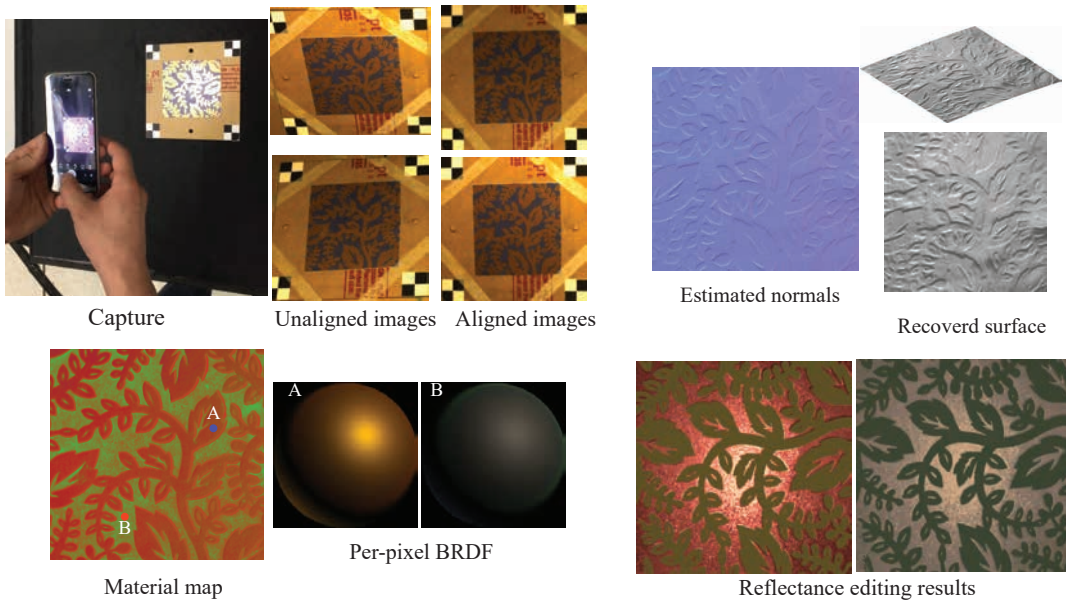 Capture
Unaligned images
Aligned images
Estimated normals
Recoverd surface
A
B
Material map
A
B
Per-pixel BRDF
Reflectance editing results